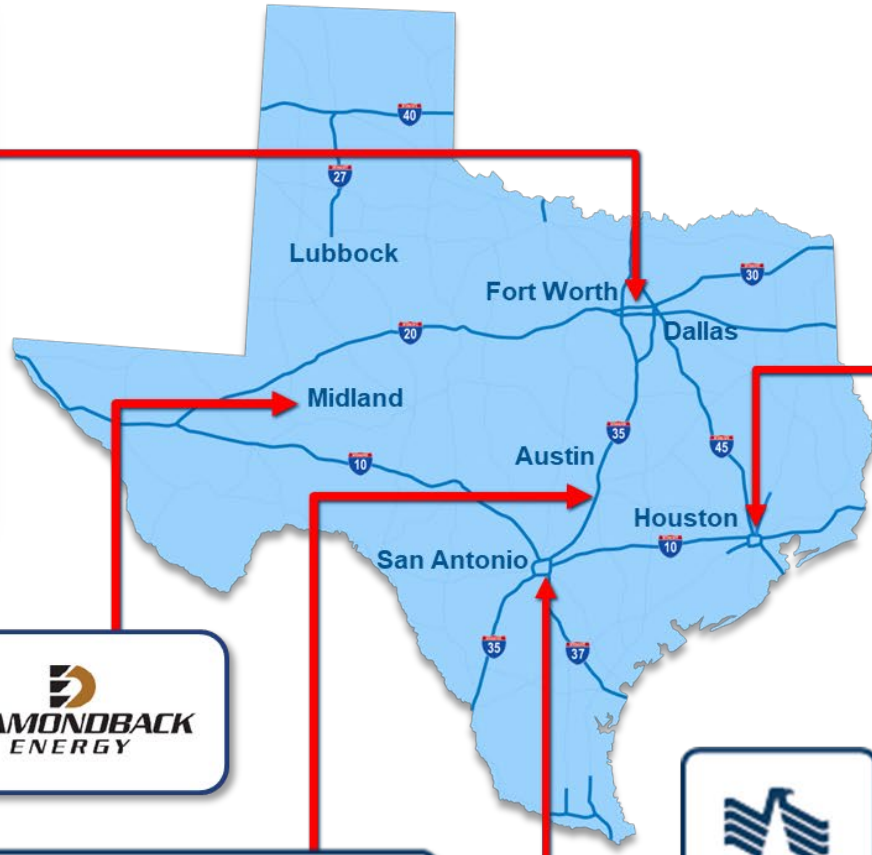 40
27
Lubbock
30
Fort Worth
20
Dallas
Midland
35
45
Austin
10
Houston
10
San Antonio
35
37
AMONDBACK
ENERGY